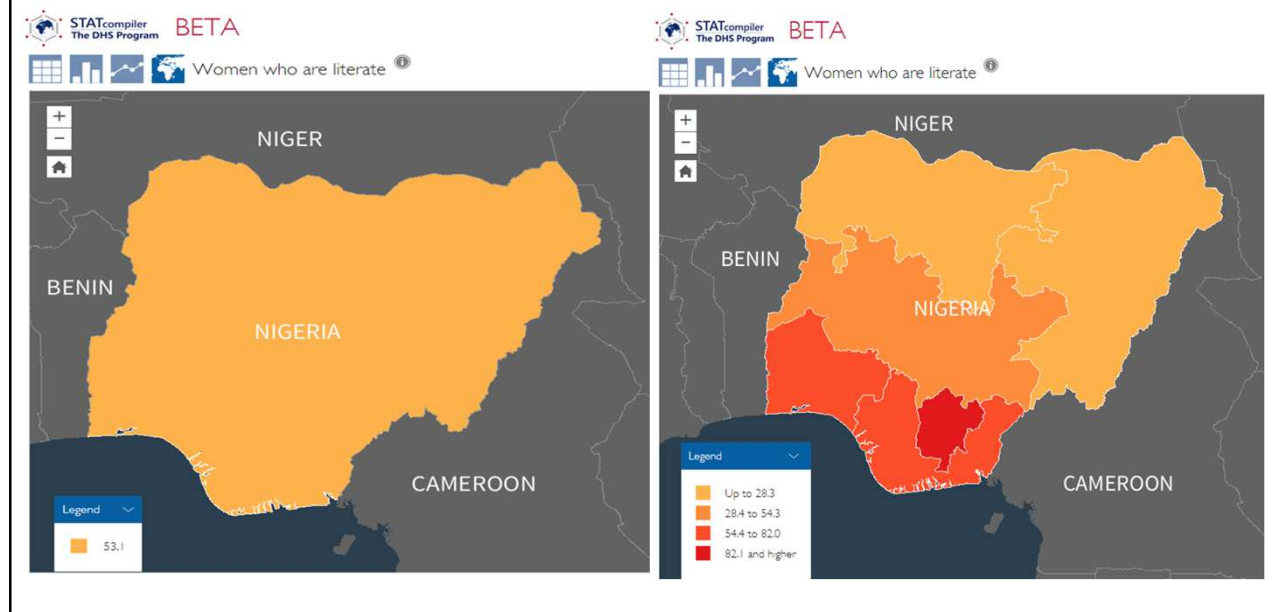 STATcompiler
The DHS Program
BETA
Women who are literate
+
−
NIGER
BENIN
NIGERIA
CAMEROON
Legend
53.1
STATcompiler
The DHS Program
BETA
Women who are literate
+
−
NIGER
BENIN
NIGERIA
CAMEROON
Legend
Up to 28.3
28.4 to 54.3
54.4 to 82.0
82.1 and higher